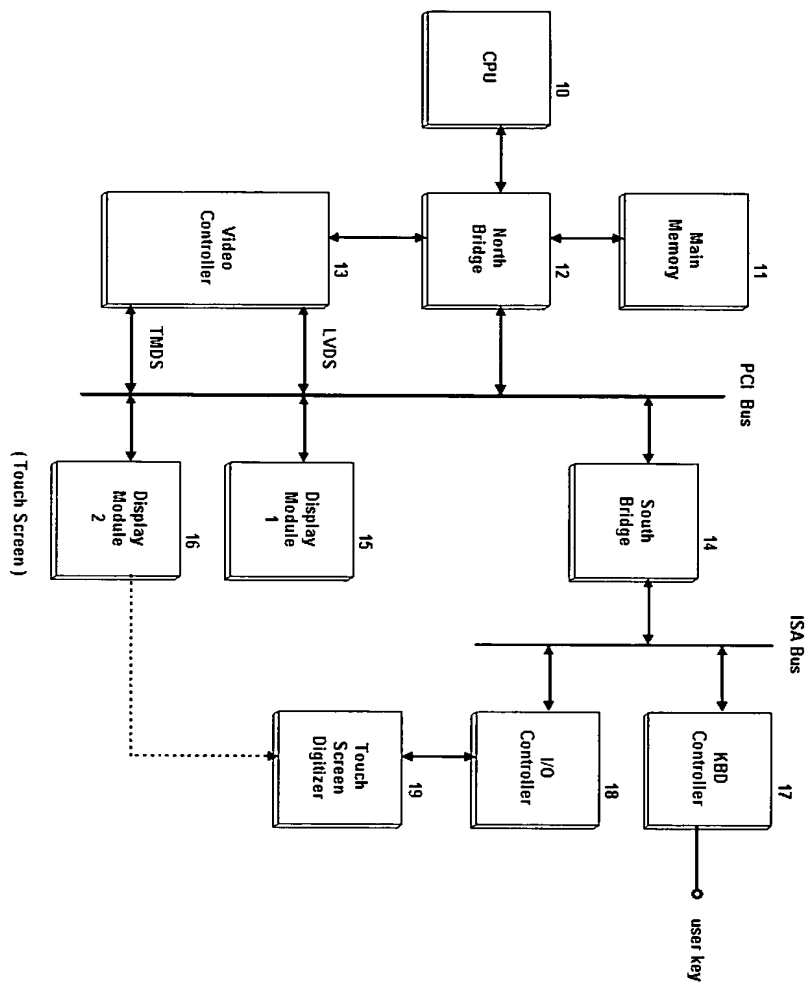 CPU
10
Main
Memory
11
North
Bridge
12
Video
Controller
13
LVDS
TMDS
PCI Bus
South
Bridge
14
Display
Module
1
15
Display
Module
2
16
( Touch Screen )
ISA Bus
KBD
Controller
17
user key
I/O
Controller
18
Touch
Screen
Digitizer
19